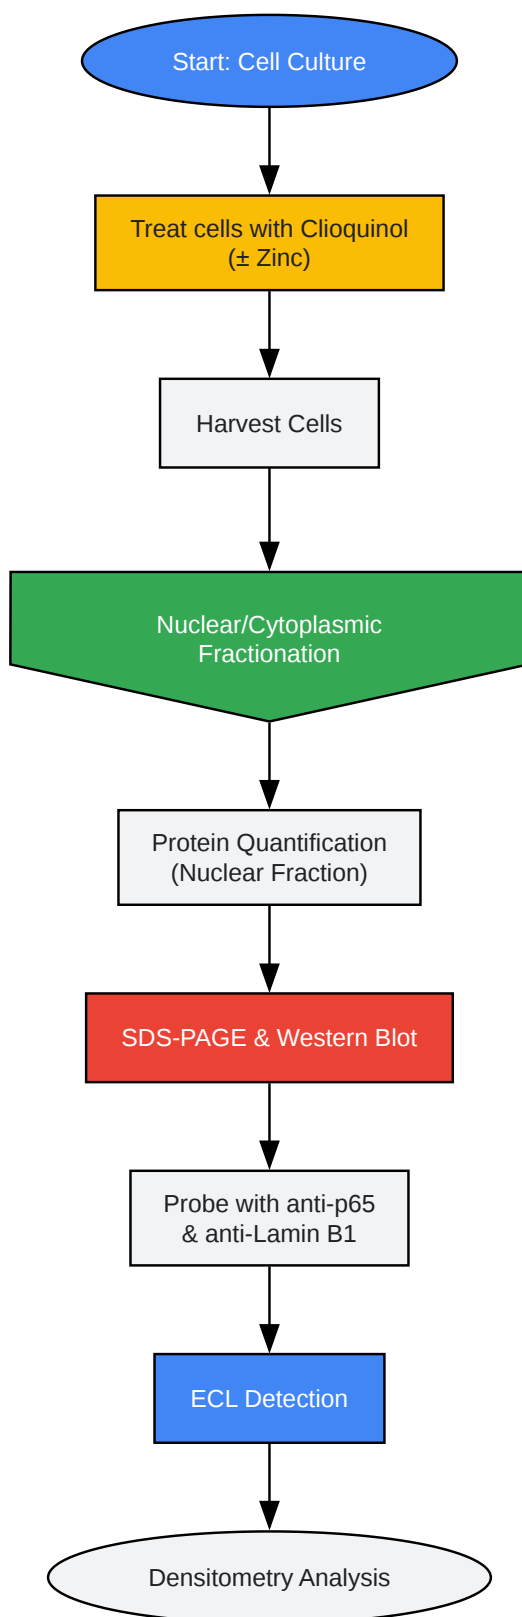 Start: Cell Culture
Treat cells with Clioquinol
(± Zinc)
Harvest Cells
Nuclear/Cytoplasmic
Fractionation
Protein Quantification
(Nuclear Fraction)
SDS-PAGE & Western Blot
Probe with anti-p65
& anti-Lamin B1
ECL Detection
Densitometry Analysis